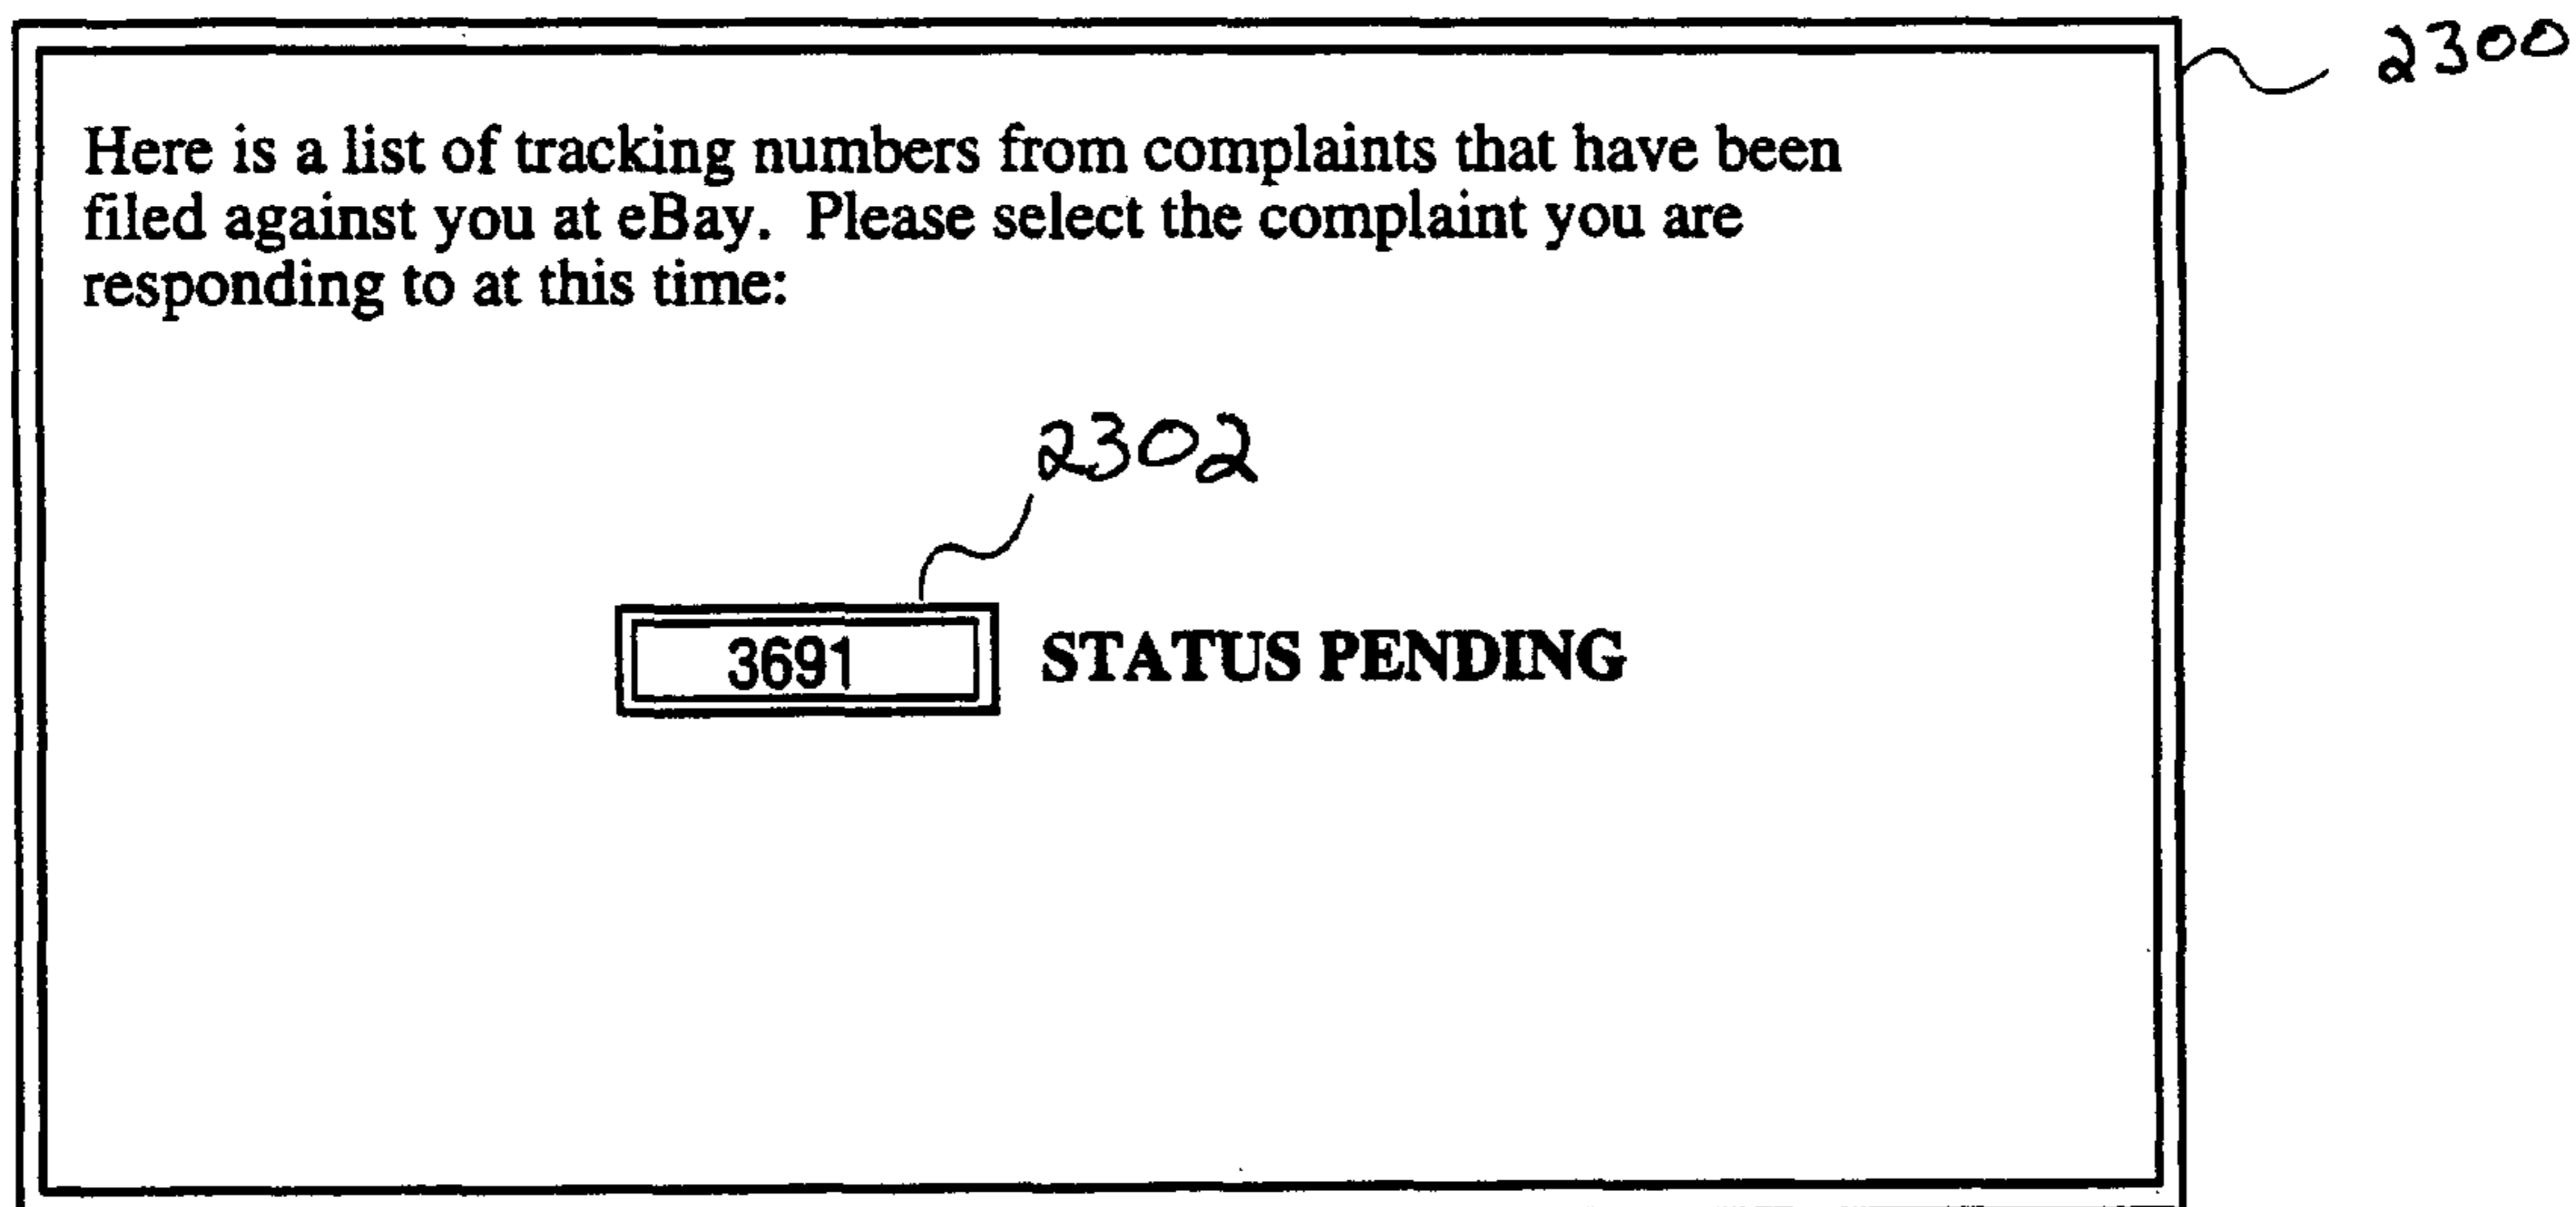 2300
Here is a list of tracking numbers from complaints that have been
filed against you at eBay.  Please select the complaint you are
responding to at this time:
2302
3691 STATUS PENDING